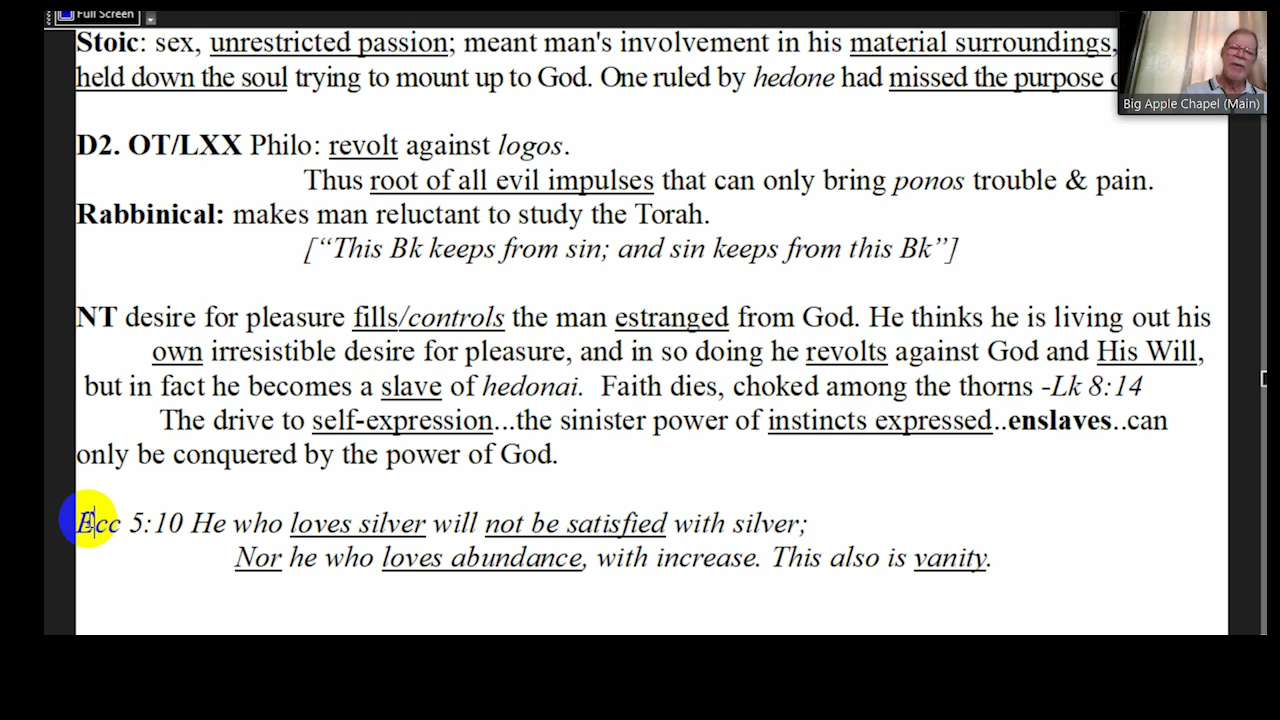 Full Screen
Stoic: sex, unrestricted passion; meant man's involvement in his material surroundings,
held down the soul trying to mount up to God. One ruled by hedone had missed the purpose
Big Apple Chapel (Main)
D2. OT/LXX Philo: revolt against logos.
Thus root of all evil impulses that can only bring ponos trouble & pain.
Rabbinical: makes man reluctant to study the Torah.
[“This Bk keeps from sin; and sin keeps from this Bk”]
NT desire for pleasure fills/controls the man estranged from God. He thinks he is living out his
own irresistible desire for pleasure, and in so doing he revolts against God and His Will,
but in fact he becomes a slave of hedonai. Faith dies, choked among the thorns -Lk 8:14
The drive to self-expression...the sinister power of instincts expressed..enslaves..can
only be conquered by the power of God.
Ecc 5:10 He who loves silver will not be satisfied with silver;
Nor he who loves abundance, with increase. This also is vanity.